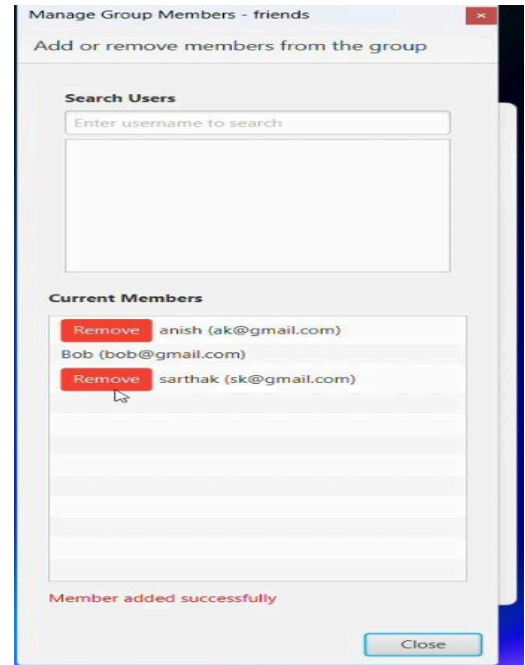 Manage Group Members - friends
Add or remove members from the group
Search Users
Enter username to search
Current Members
Remove anish (ak@gmail.com)
Bob (bob@gmail.com)
Remove sarthak (sk@gmail.com)
Member added successfully
Close